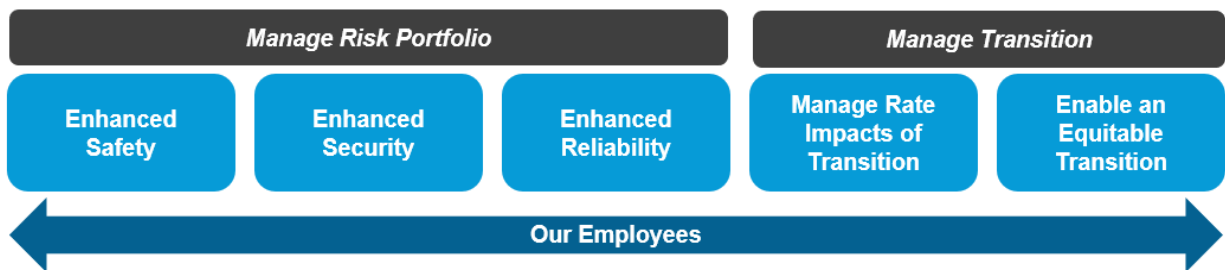 Manage Risk Portfolio
Manage Transition
Enhanced
Safety
Enhanced
Security
Enhanced
Reliability
Manage Rate
Impacts of
Transition
Enable an
Equitable
Transition
Our Employees